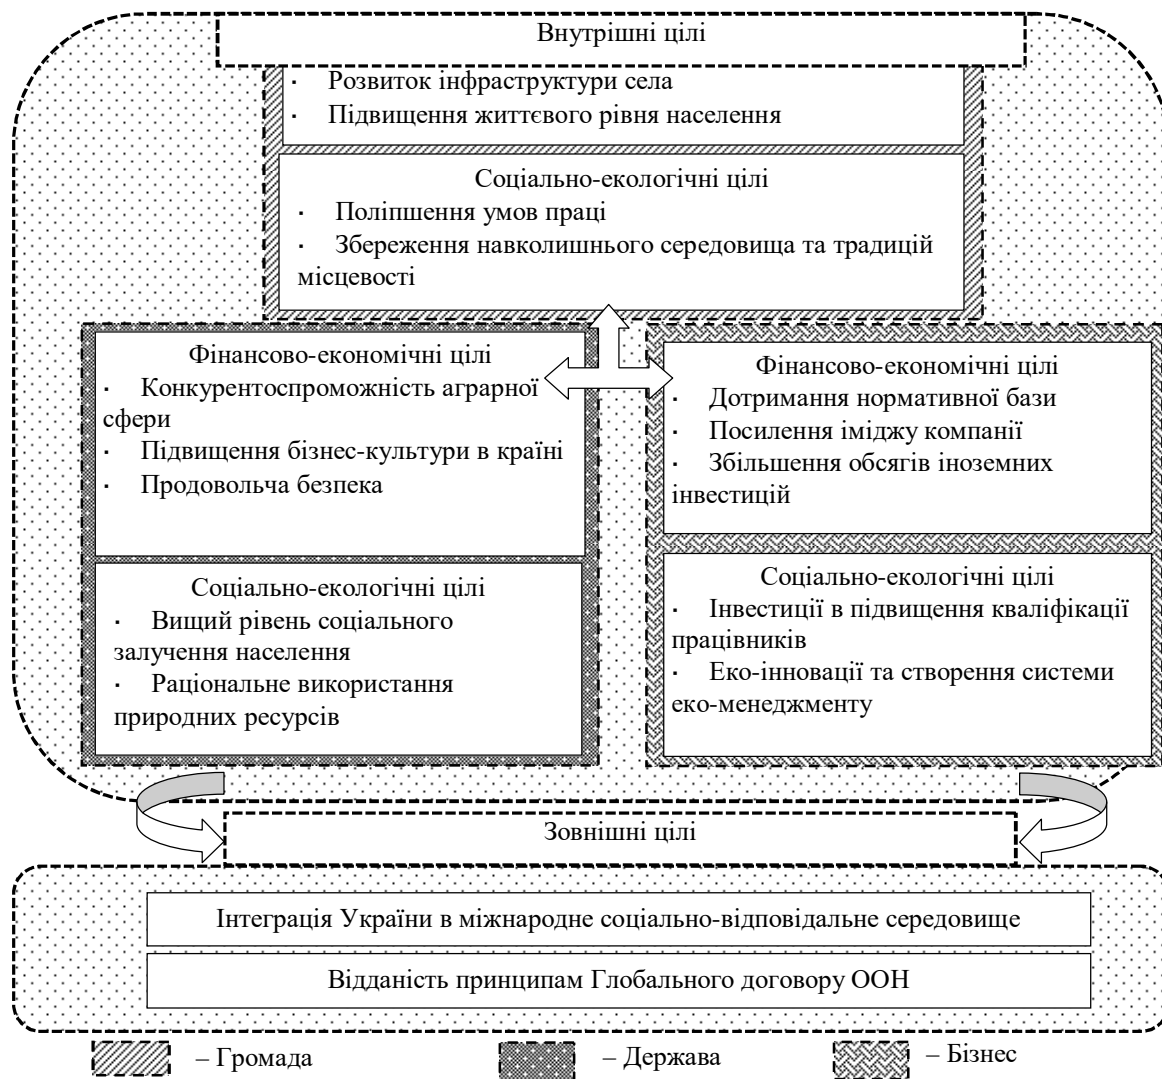 Внутрішні цілі
· Розвиток інфраструктури села
· Підвищення життєвого рівня населення
Соціально-екологічні цілі
· Поліпшення умов праці
· Збереження навколишнього середовища та традицій
місцевості
Фінансово-економічні цілі
· Конкурентоспроможність аграрної
сфери
· Підвищення бізнес-культури в країні
· Продовольча безпека
Соціально-екологічні цілі
· Вищий рівень соціального
залучення населення
· Раціональне використання
природних ресурсів
Фінансово-економічні цілі
· Дотримання нормативної бази
· Посилення іміджу компанії
· Збільшення обсягів іноземних
інвестицій
Соціально-екологічні цілі
· Інвестиції в підвищення кваліфікації
працівників
· Еко-інновації та створення системи
еко-менеджменту
Зовнішні цілі
Інтеграція України в міжнародне соціально-відповідальне середовище
Відданість принципам Глобального договору ООН
– Громада
– Держава
– Бізнес